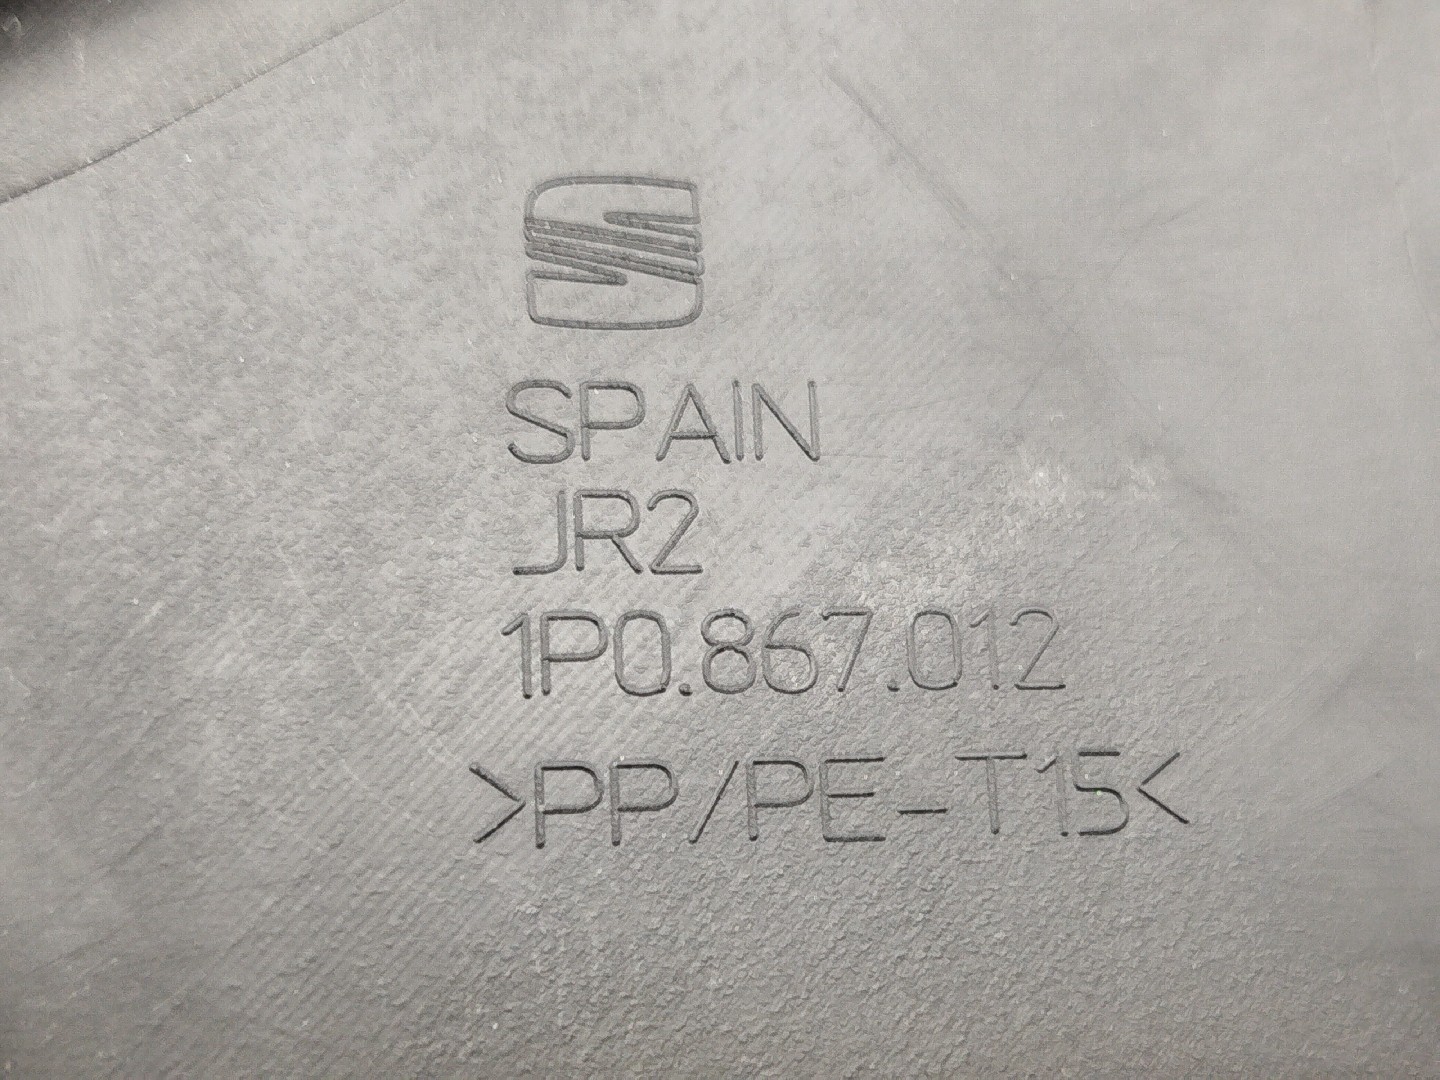 SPAIN
JR2
1P0.867.012
>PP/PE-T15<